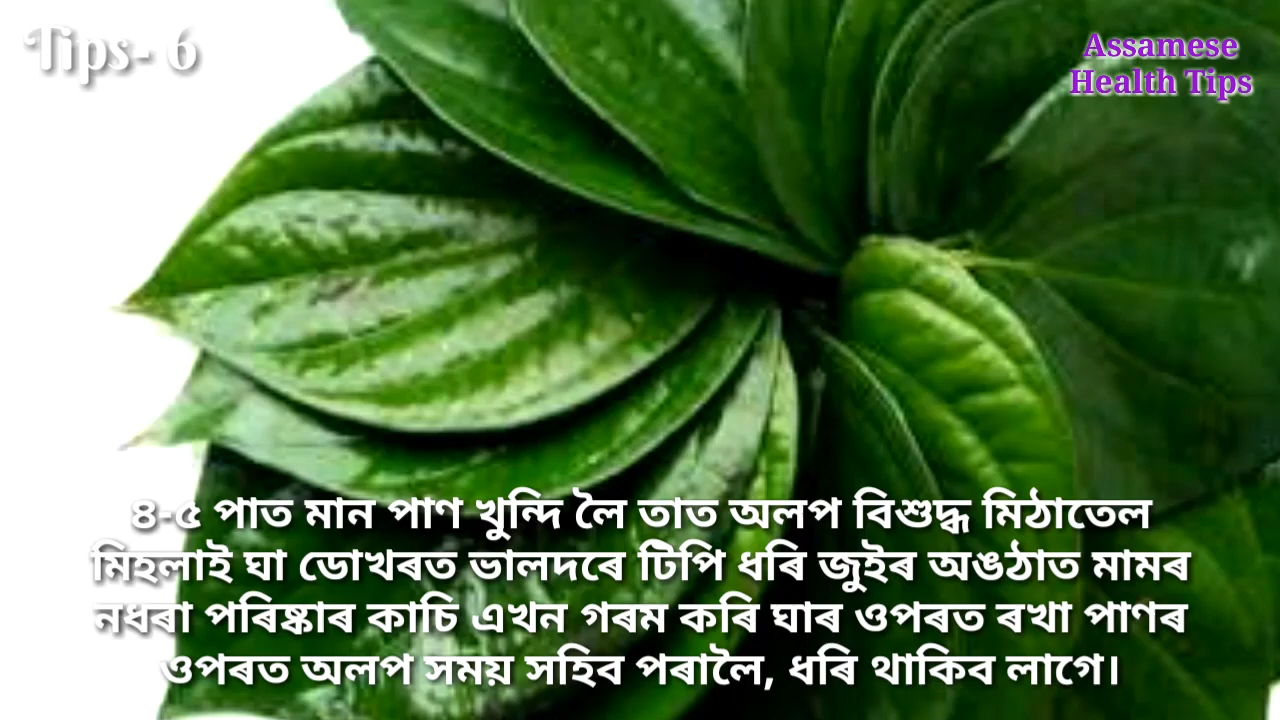 Tips- 6
Assamese
Health Tips
৪-৫ পাত মান পাণ খুন্দি লৈ তাত অলপ বিশুদ্ধ মিঠাতেল
মিহলাই ঘা ডোখৰত ভালদৰে টিপি ধৰি জুইৰ অঙঠাত মামৰ
নধৰা পৰিষ্কাৰ কাচি এখন গৰম কৰি ঘাৰ ওপৰত ৰখা পাণৰ
ওপৰত অলপ সময় সহিব পৰালৈ, ধৰি থাকিব লাগে।